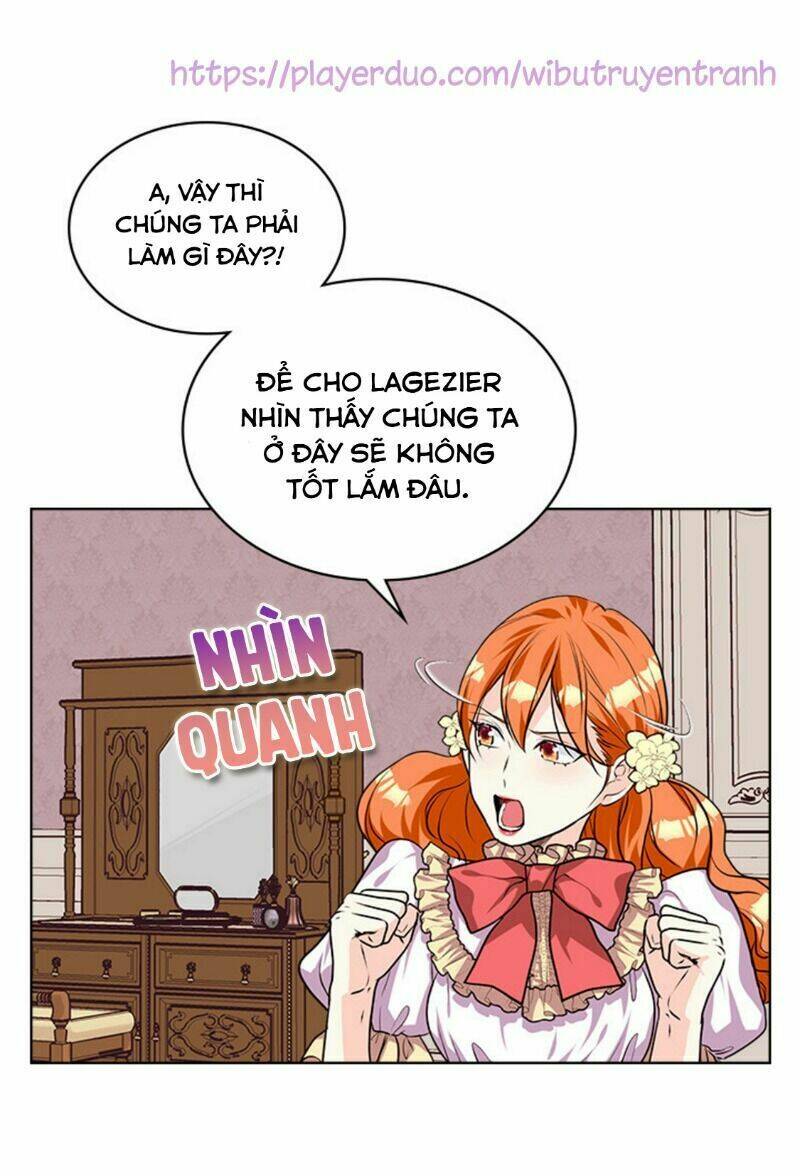 https://playerduo.com/wibutruyentranh
A, VẬY THÌ
CHÚNG TA PHẢI
LÀM GÌ ĐÂY?!
ĐỂ CHO LAGEZIER
NHÌN THẤY CHÚNG TA
Ở ĐÂY SẼ KHÔNG
TỐT LẮM ĐÂU.
NHÌN
QUANH